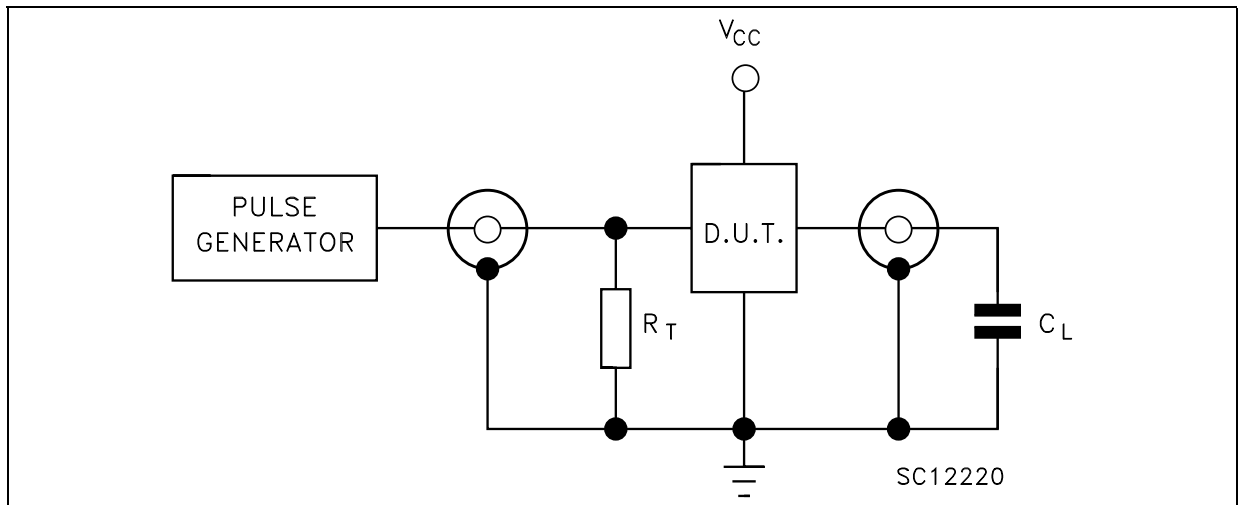 VCC
PULSE
GENERATOR
D.U.T.
RT
CL
SC12220